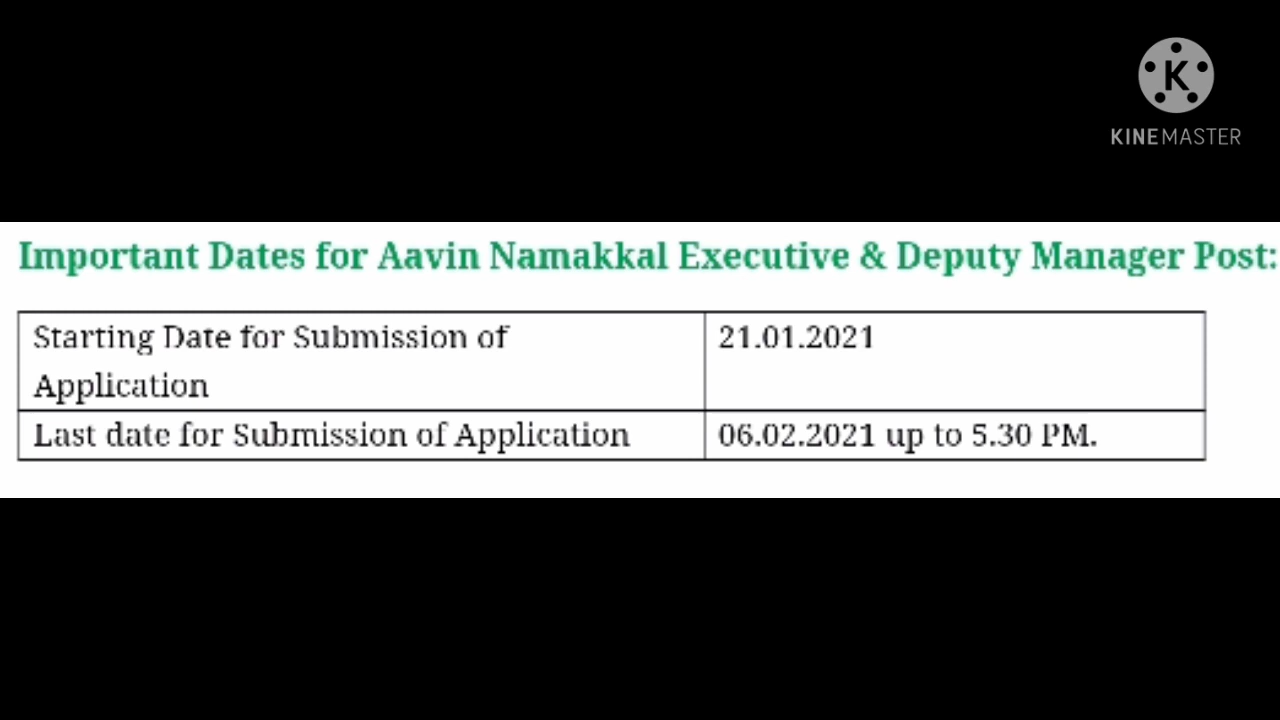 K
KINEMASTER
Important Dates for Aavin Namakkal Executive & Deputy Manager Post:
Starting Date for Submission of
Application
21.01.2021
Last date for Submission of Application
06.02.2021 up to 5.30 PM.